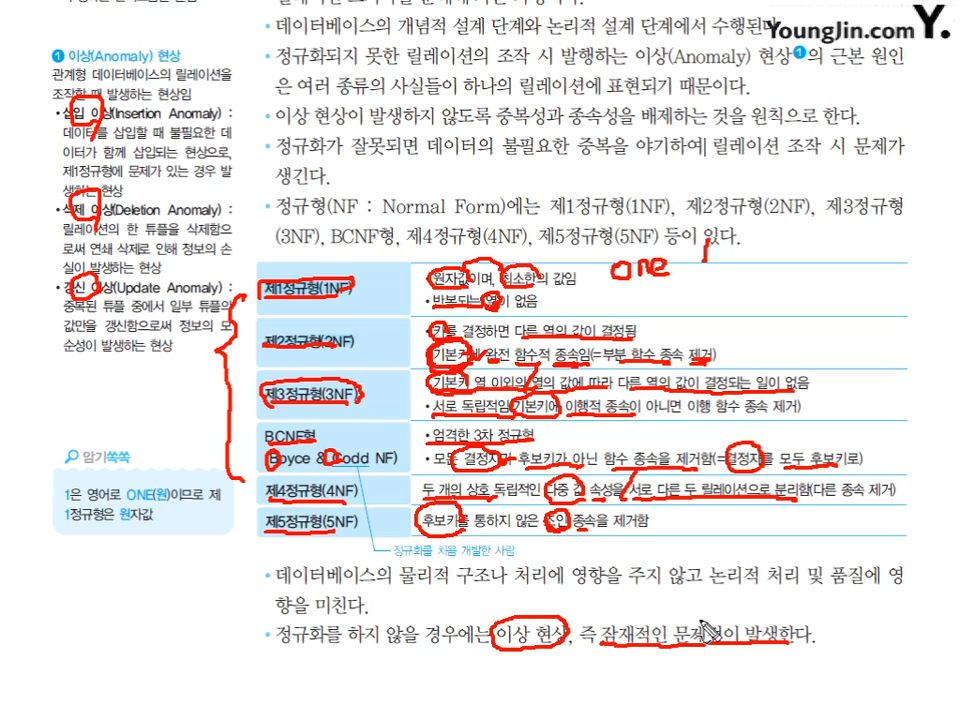 YoungJin.com Y.
• 데이터베이스의 개념적 설계 단계와 논리적 설계 단계에서 수행된다.
• 정규화되지 못한 릴레이션의 조작 시 발행하는 이상(Anomaly) 현상❶의 근본 원인
은 여러 종류의 사실들이 하나의 릴레이션에 표현되기 때문이다.
• 이상 현상이 발생하지 않도록 중복성과 종속성을 배제하는 것을 원칙으로 한다.
• 정규화가 잘못되면 데이터의 불필요한 중복을 야기하여 릴레이션 조작 시 문제가
생긴다.
• 정규형(NF : Normal Form)에는 제1정규형(1NF), 제2정규형(2NF), 제3정규형
(3NF), BCNF형, 제4정규형(4NF), 제5정규형(5NF) 등이 있다.
one 1
❶ 이상(Anomaly) 현상
관계형 데이터베이스의 릴레이션을
조작할 때 발생하는 현상임
• 삽입 이상(Insertion Anomaly) :
데이터를 삽입할 때 불필요한 데
이터가 함께 삽입되는 현상으로,
제1정규형에 문제가 있는 경우 발
생하는 현상
• 삭제 이상(Deletion Anomaly) :
릴레이션의 한 튜플을 삭제함으
로써 연쇄 삭제로 인해 정보의 손
실이 발생하는 현상
• 갱신 이상(Update Anomaly) :
중복된 튜플 중에서 일부 튜플의
값만을 갱신함으로써 정보의 모
순성이 발생하는 현상
제1정규형(1NF)
• 원자값이며, 최소한의 값임
• 반복되는 열이 없음
제2정규형(2NF)
• 키를 결정하면 다른 열의 값이 결정됨
• 기본키에 완전 함수적 종속임(=부분 함수 종속 제거)
제3정규형(3NF)
• 기본키 열 이외의 열의 값에 따라 다른 열의 값이 결정되는 일이 없음
• 서로 독립적임(기본키에 이행적 종속이 아니면 이행 함수 종속 제거)
BCNF형
(Boyce & Codd NF)
• 엄격한 3차 정규형
• 모든 결정자가 후보키가 아닌 함수 종속을 제거함(=결정자를 모두 후보키로)
제4정규형(4NF)
두 개의 상호 독립적인 다중 값 속성을 서로 다른 두 릴레이션으로 분리함(다른 종속 제거)
제5정규형(5NF)
후보키를 통하지 않은 조인 종속을 제거함
정규화를 처음 개발한 사람
암기쏙쏙
1은 영어로 ONE(원)이므로 제
1정규형은 원자값
• 데이터베이스의 물리적 구조나 처리에 영향을 주지 않고 논리적 처리 및 품질에 영
향을 미친다.
• 정규화를 하지 않을 경우에는 이상 현상, 즉 잠재적인 문제점이 발생한다.